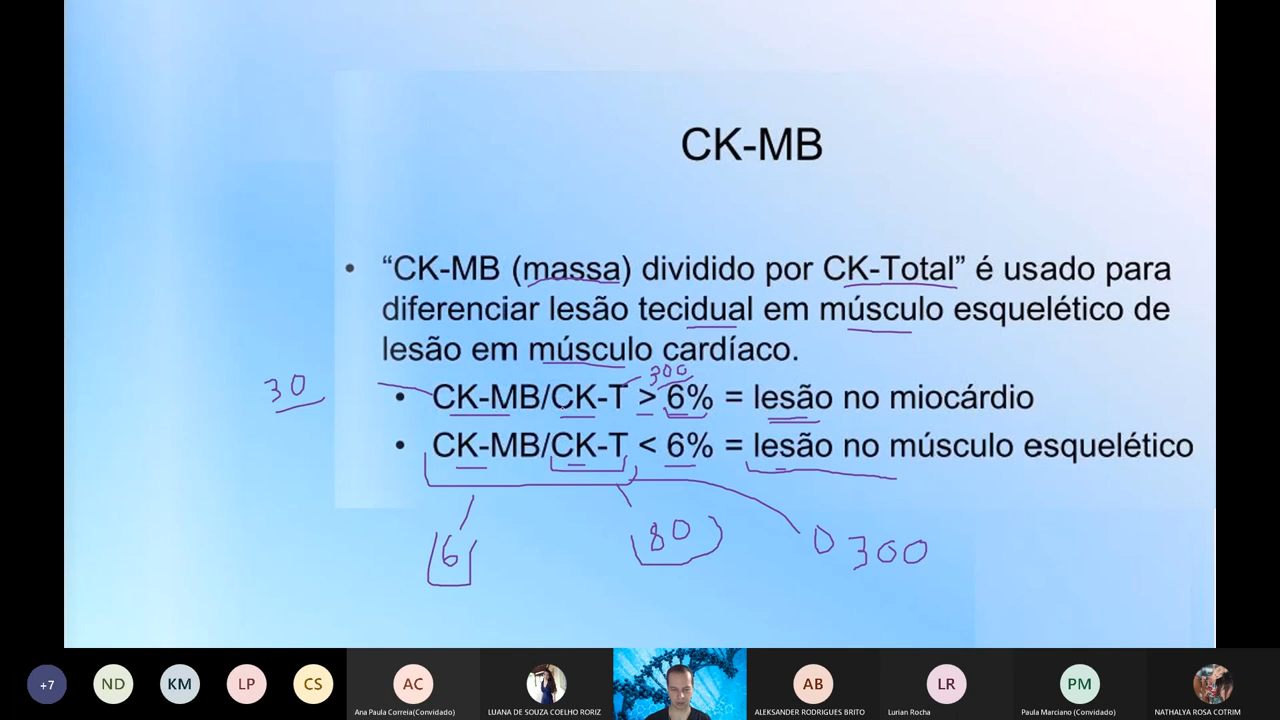 CK-MB
• “CK-MB (massa) dividido por CK-Total” é usado para
diferenciar lesão tecidual em músculo esquelético de
lesão em músculo cardíaco.
30
300
• CK-MB/CK-T > 6% = lesão no miocárdio
• CK-MB/CK-T < 6% = lesão no músculo esquelético
6
80
300
+7
ND
KM
LP
CS
AC
AB
LR
PM
Ana Paula Correia(Convidado)
LUANA DE SOUZA COELHO RORIZ
ALEKSANDER RODRIGUES BRITO
Lurian Rocha
Paula Marciano (Convidado)
NATHALYA ROSA COTRIM